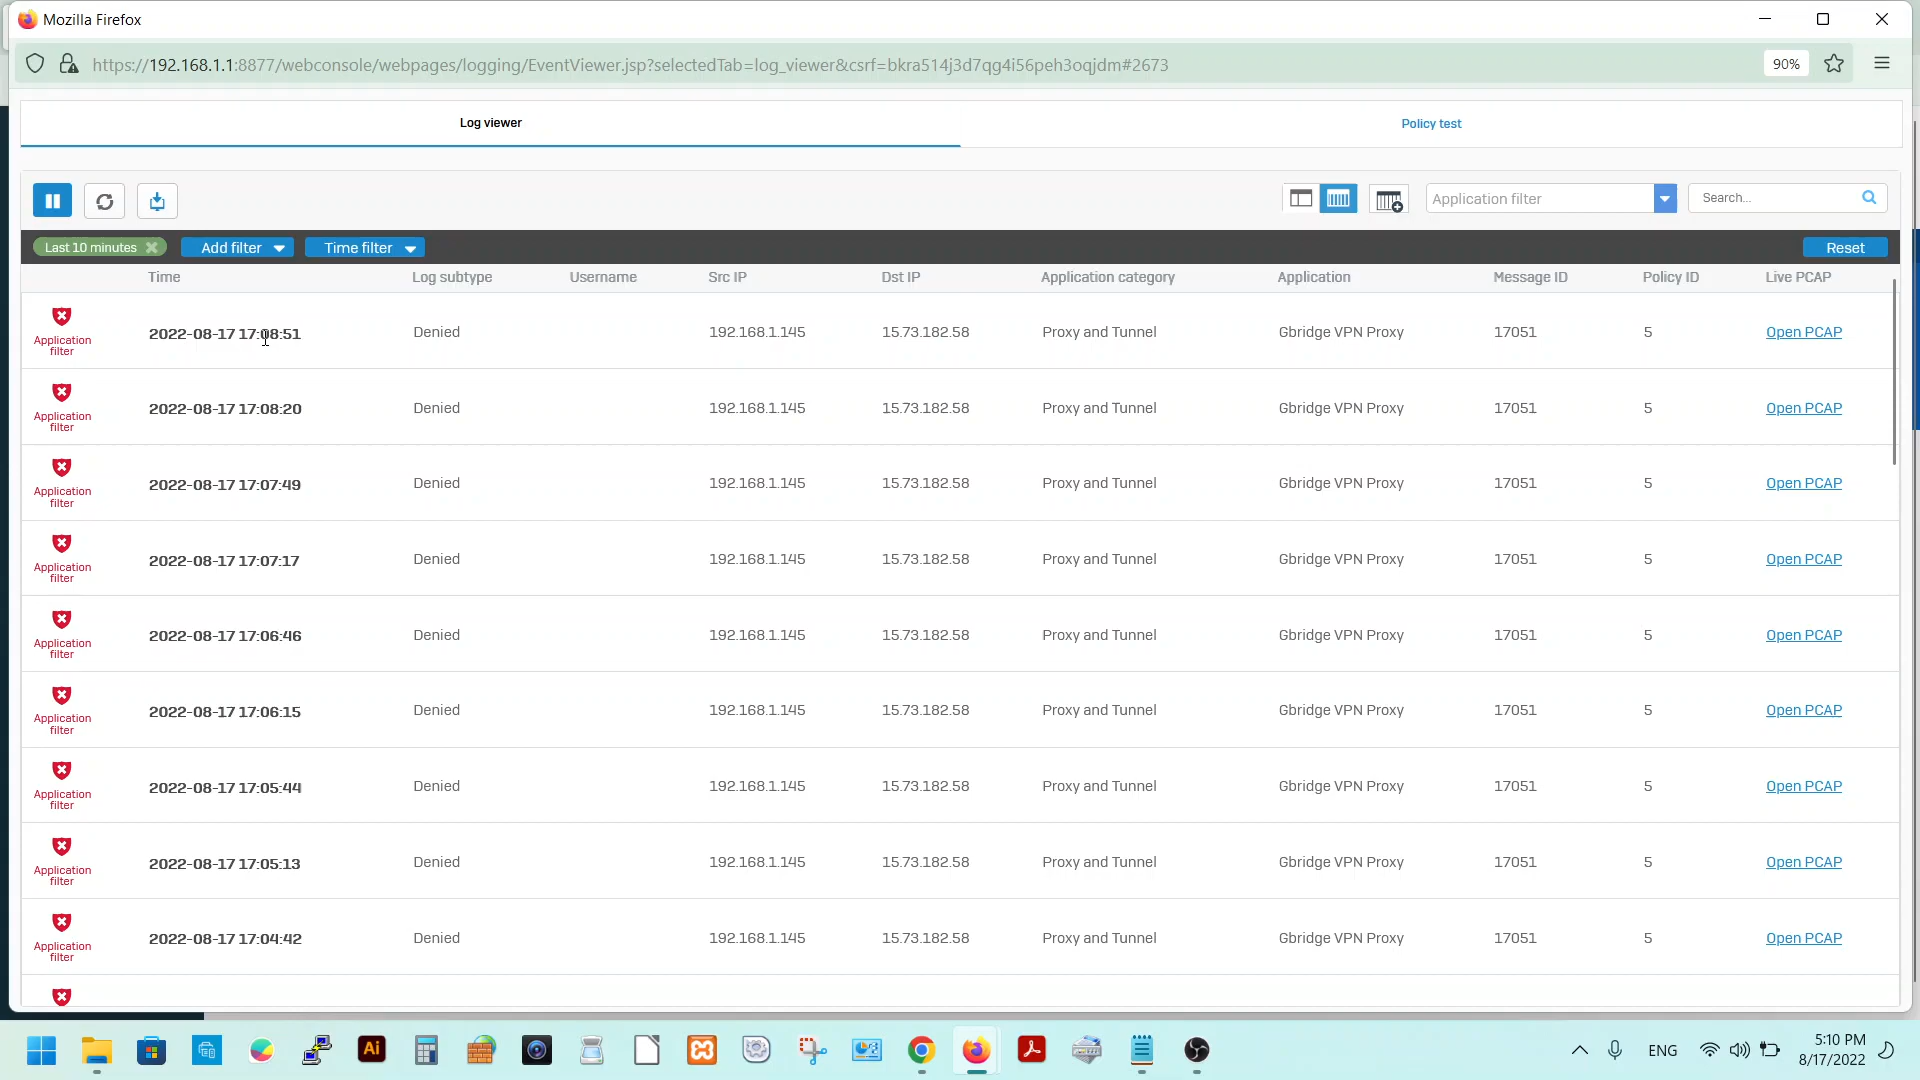 Mozilla Firefox
https://192.168.1.1:8877/webconsole/webpages/logging/EventViewer.jsp?selectedTab=log_viewer&csrf=bkra514j3d7qg4i56peh3oqjdm#2673
90%
Log viewer
Policy test
Application filter
Search...
Last 10 minutes
Add filter
Time filter
Reset
Time Log subtype Username Src IP Dst IP Application category Application Message ID Policy ID Live PCAP
Application filter 2022-08-17 17:08:51 Denied 192.168.1.145 15.73.182.58 Proxy and Tunnel Gbridge VPN Proxy 17051 5 Open PCAP
Application filter 2022-08-17 17:08:20 Denied 192.168.1.145 15.73.182.58 Proxy and Tunnel Gbridge VPN Proxy 17051 5 Open PCAP
Application filter 2022-08-17 17:07:49 Denied 192.168.1.145 15.73.182.58 Proxy and Tunnel Gbridge VPN Proxy 17051 5 Open PCAP
Application filter 2022-08-17 17:07:17 Denied 192.168.1.145 15.73.182.58 Proxy and Tunnel Gbridge VPN Proxy 17051 5 Open PCAP
Application filter 2022-08-17 17:06:46 Denied 192.168.1.145 15.73.182.58 Proxy and Tunnel Gbridge VPN Proxy 17051 5 Open PCAP
Application filter 2022-08-17 17:06:15 Denied 192.168.1.145 15.73.182.58 Proxy and Tunnel Gbridge VPN Proxy 17051 5 Open PCAP
Application filter 2022-08-17 17:05:44 Denied 192.168.1.145 15.73.182.58 Proxy and Tunnel Gbridge VPN Proxy 17051 5 Open PCAP
Application filter 2022-08-17 17:05:13 Denied 192.168.1.145 15.73.182.58 Proxy and Tunnel Gbridge VPN Proxy 17051 5 Open PCAP
Application filter 2022-08-17 17:04:42 Denied 192.168.1.145 15.73.182.58 Proxy and Tunnel Gbridge VPN Proxy 17051 5 Open PCAP
Ai
ENG
5:10 PM
8/17/2022